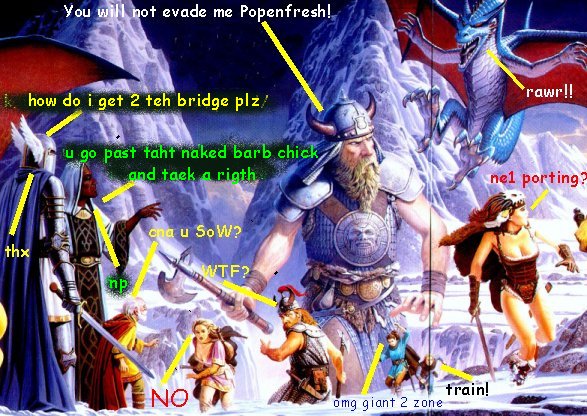 You will not evade me Popenfresh!
rawr!!
how do i get 2 teh bridge plz
u go past taht naked barb chick
and taek a rigth
ne1 porting?
cna u SoW?
thx
WTF?
np
NO
train!
omg giant 2 zone